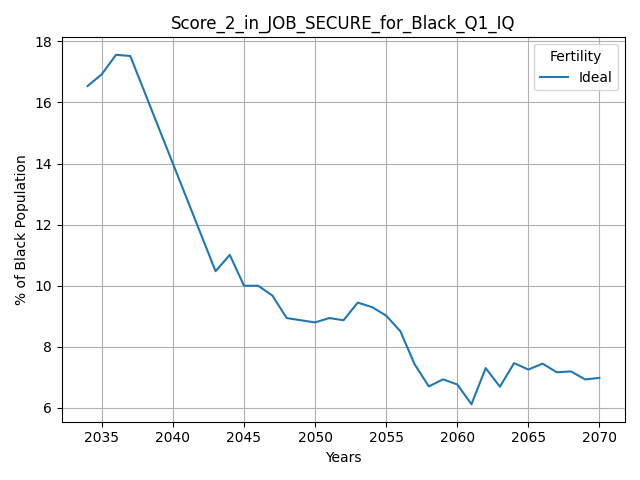 Score_2_in_JOB_SECURE_for_Black_Q1_IQ
18
16
14
12
10
8
6
% of Black Population
Fertility
Ideal
2035 2040 2045 2050 2055 2060 2065 2070
Years